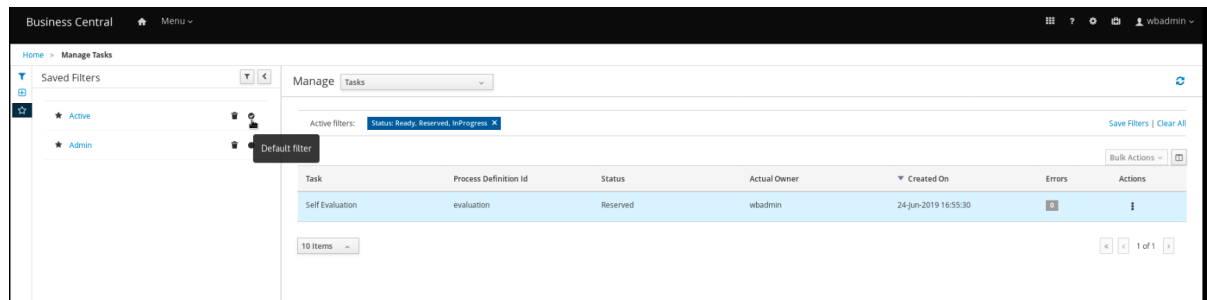 Business Central Menu ? wbadmin
Home > Manage Tasks
Saved Filters
Manage Tasks
Active
Active filters: Status: Ready, Reserved, InProgress X
Save Filters | Clear All
Admin
Default filter
Bulk Actions
Task Process Definition Id Status Actual Owner Created On Errors Actions
Self Evaluation evaluation Reserved wbadmin 24-Jun-2019 16:55:30 0
10 Items
« ‹ 1 of 1 ›